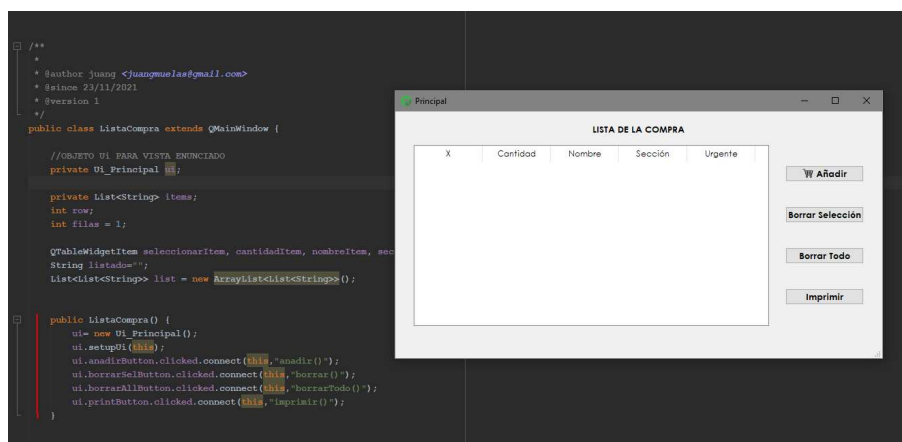 /**
*
* @author juang <juangmuelas@gmail.com>
* @since 23/11/2021
* @version 1
*/
public class ListaCompra extends QMainWindow {
//OBJETO Ui PARA VISTA ENUNCIADO
private Ui_Principal ui;
private List<String> items;
int row;
int filas = 1;
QTableWidgetItem seleccionarItem, cantidadItem, nombreItem, sec
String listado="";
List<List<String>> list = new ArrayList<List<String>>();
public ListaCompra() {
ui= new Ui_Principal();
ui.setupUi(this);
ui.anadirButton.clicked.connect(this,"anadir()");
ui.borrarSelButton.clicked.connect(this,"borrar()");
ui.borrarAllButton.clicked.connect(this,"borrarTodo()");
ui.printButton.clicked.connect(this,"imprimir()");
}
Principal
LISTA DE LA COMPRA
X Cantidad Nombre Sección Urgente
Añadir
Borrar Selección
Borrar Todo
Imprimir